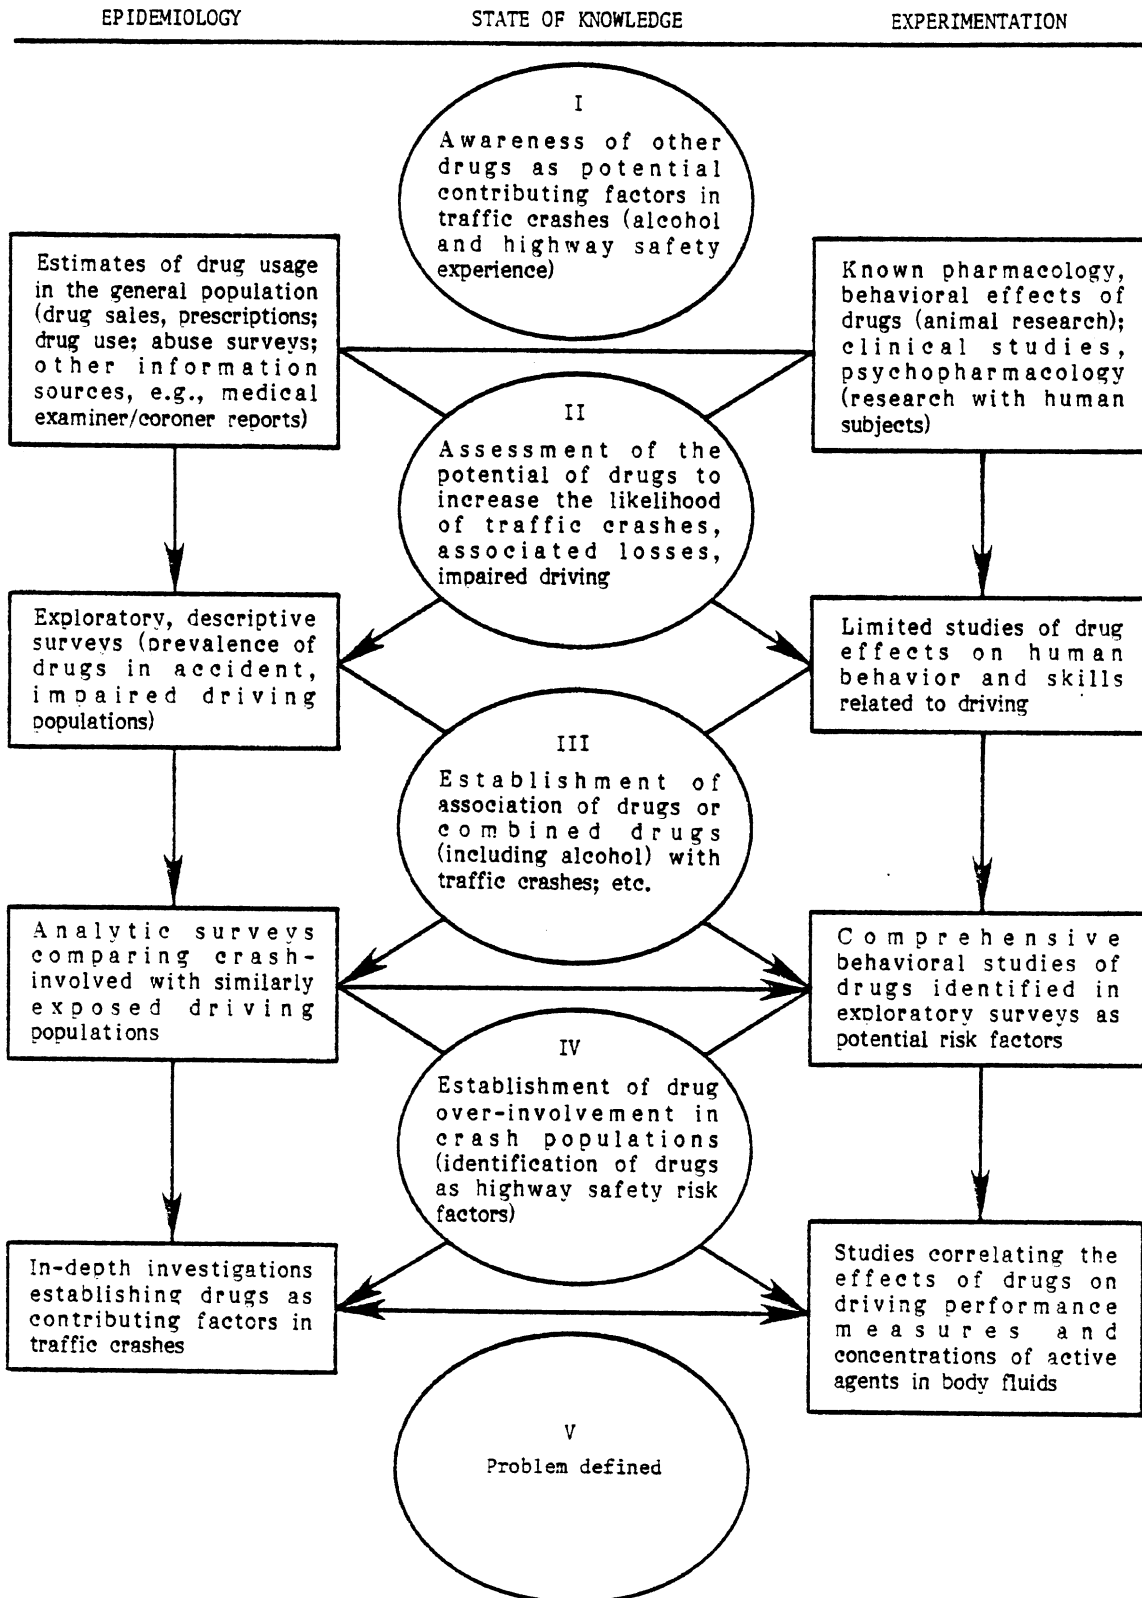 EPIDEMIOLOGY
STATE OF KNOWLEDGE
EXPERIMENTATION
I
Awareness of other
drugs as potential
contributing factors in
traffic crashes (alcohol
and highway safety
experience)
Estimates of drug usage
in the general population
(drug sales, prescriptions;
drug use; abuse surveys;
other information
sources, e.g., medical
examiner/coroner reports)
Known pharmacology,
behavioral effects of
drugs (animal research);
clinical studies,
psychopharmacology
(research with human
subjects)
II
Assessment of the
potential of drugs to
increase the likelihood
of traffic crashes,
associated losses,
impaired driving
Exploratory, descriptive
surveys (prevalence of
drugs in accident,
impaired driving
populations)
Limited studies of drug
effects on human
behavior and skills
related to driving
III
Establishment of
association of drugs or
combined drugs
(including alcohol) with
traffic crashes; etc.
Analytic surveys
comparing crash-
involved with similarly
exposed driving
populations
Comprehensive
behavioral studies of
drugs identified in
exploratory surveys as
potential risk factors
IV
Establishment of drug
over-involvement in
crash populations
(identification of drugs
as highway safety risk
factors)
In-depth investigations
establishing drugs as
contributing factors in
traffic crashes
Studies correlating the
effects of drugs on
driving performance
measures and
concentrations of active
agents in body fluids
V
Problem defined